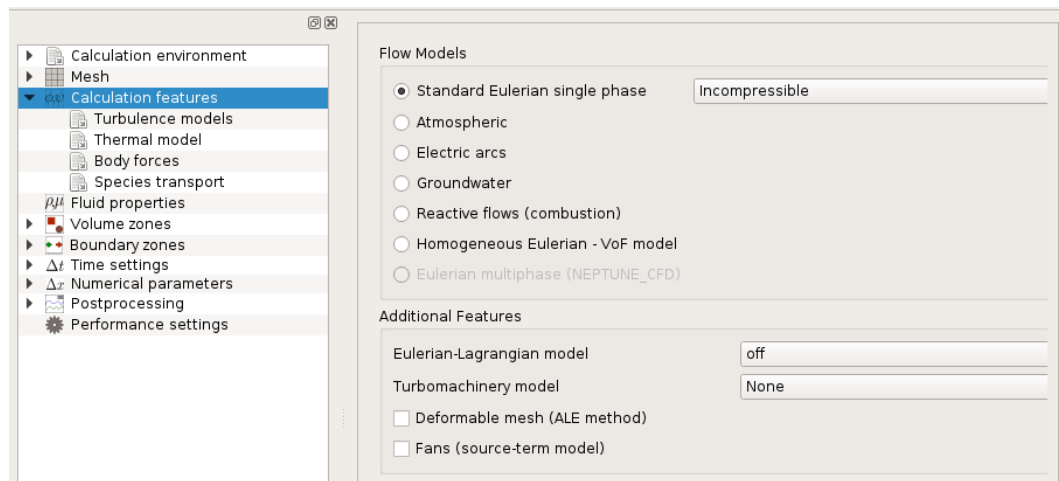 Calculation environment
Mesh
Calculation features
Turbulence models
Thermal model
Body forces
Species transport
ρμ Fluid properties
Volume zones
Boundary zones
Δt Time settings
Δx Numerical parameters
Postprocessing
Performance settings
Flow Models
Standard Eulerian single phase Incompressible
Atmospheric
Electric arcs
Groundwater
Reactive flows (combustion)
Homogeneous Eulerian - VoF model
Eulerian multiphase (NEPTUNE_CFD)
Additional Features
Eulerian-Lagrangian model off
Turbomachinery model None
Deformable mesh (ALE method)
Fans (source-term model)